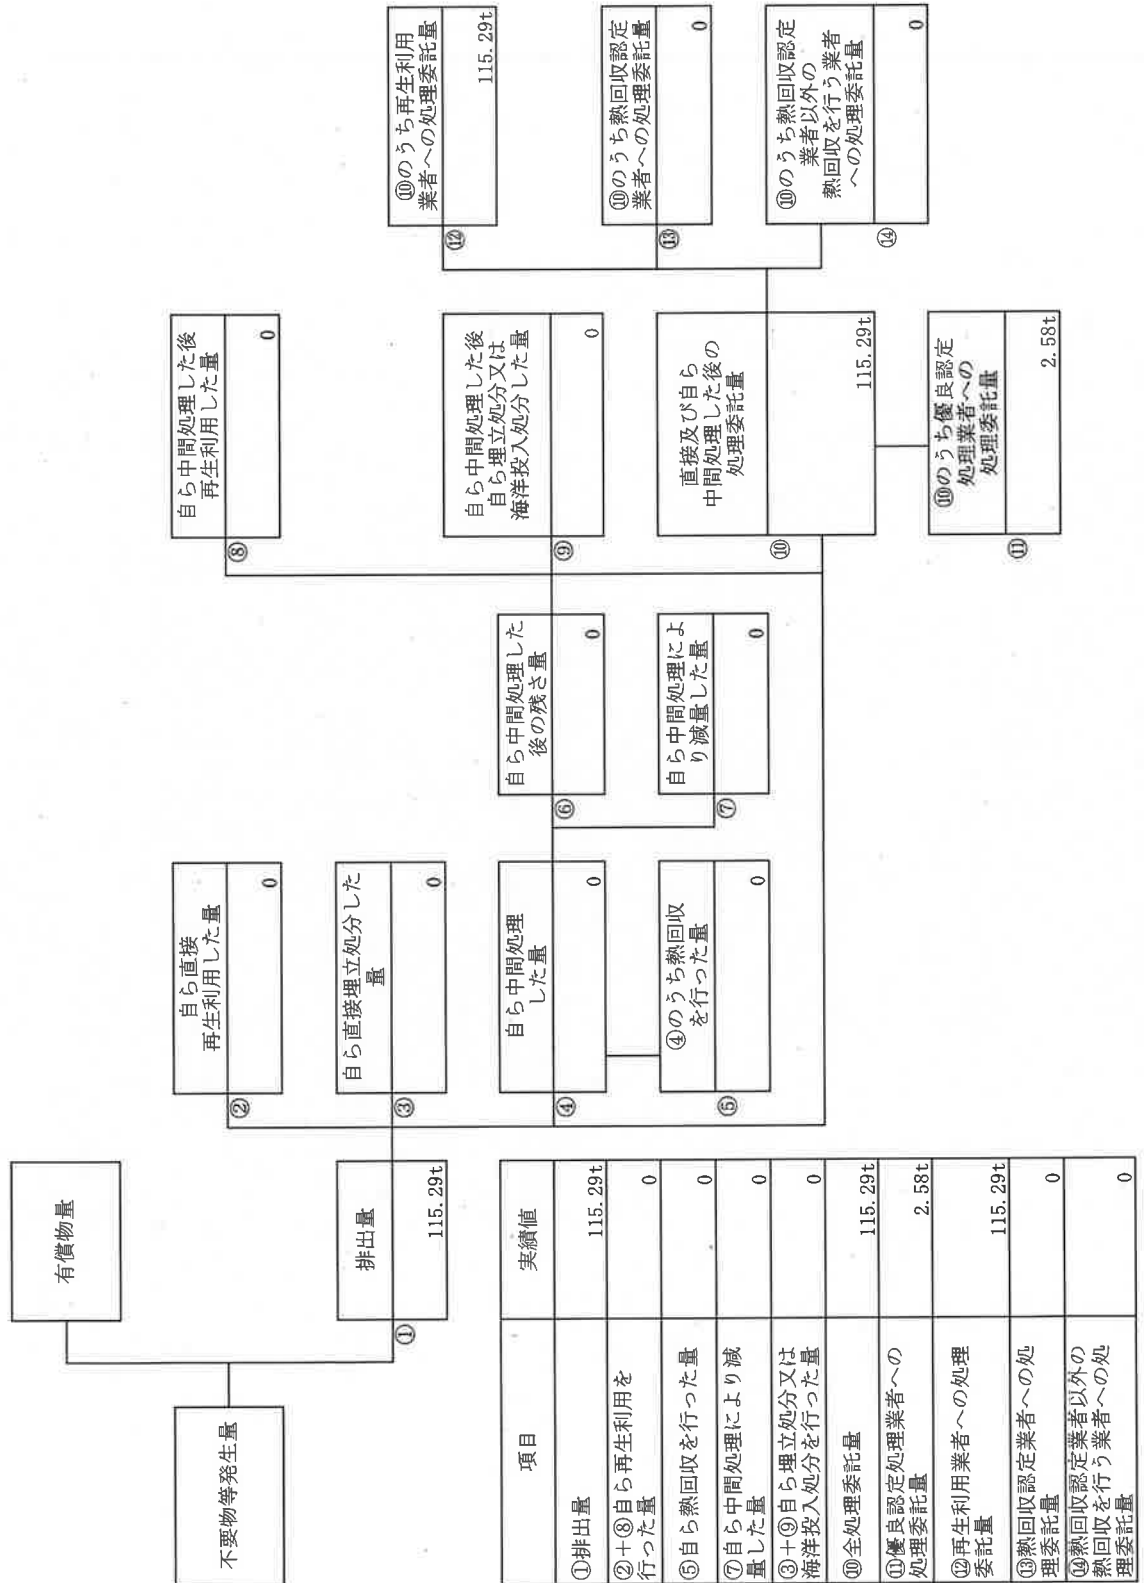 有償物量
不要物等発生量
排出量
①
115.29t
自ら直接
再生利用した量
②
0
自ら直接埋立処分した
量
③
0
自ら中間処理
した量
④
0
④のうち熱回収
を行った量
⑤
0
自ら中間処理した
後の残さ量
⑥
0
自ら中間処理によ
り減量した量
⑦
0
自ら中間処理した後
再生利用した量
⑧
0
自ら中間処理した後
自ら埋立処分又は
海洋投入処分した量
⑨
0
直接及び自ら
中間処理した後の
処理委託量
⑩
115.29t
⑩のうち優良認定
処理業者への
処理委託量
⑪
2.58t
⑩のうち再生利用
業者への処理委託量
⑫
115.29t
⑩のうち熱回収認定
業者への処理委託量
⑬
0
⑩のうち熱回収認定
業者以外の
熱回収を行う業者
への処理委託量
⑭
0
項目 実績値
①排出量 115.29t
②+⑧自ら再生利用を
行った量 0
⑤自ら熱回収を行った量 0
⑦自ら中間処理により減
量した量 0
③+⑨自ら埋立処分又は
海洋投入処分を行った量 0
⑩全処理委託量 115.29t
⑪優良認定処理業者への
処理委託量 2.58t
⑫再生利用業者への処理
委託量 115.29t
⑬熱回収認定業者への処
理委託量 0
⑭熱回収認定業者以外の
熱回収を行う業者への処
理委託量 0